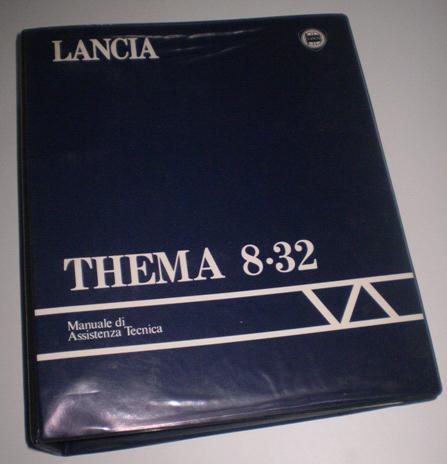 LANCIA
THEMA 8·32
Manuale di
Assistenza Tecnica